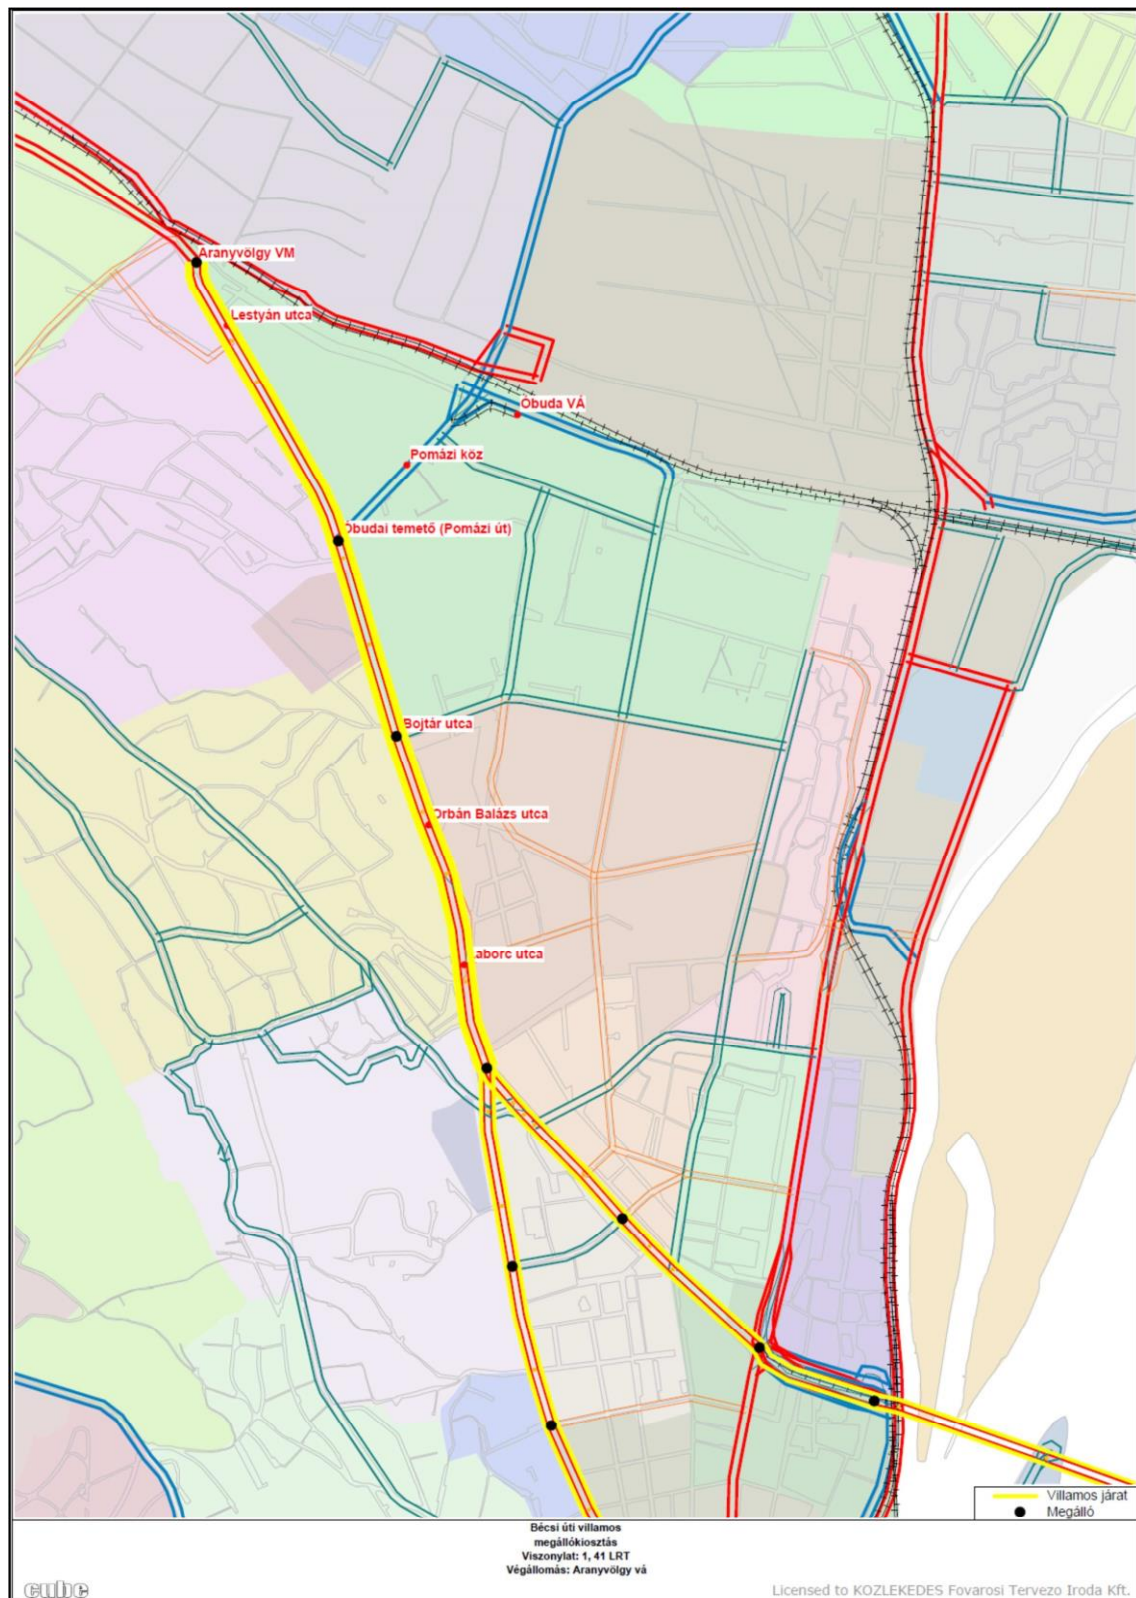 Aranyvölgy VM
Lestyán utca
Óbuda VÁ
Pomázi köz
Óbudai temető (Pomázi út)
Bojtár utca
Orbán Balázs utca
Laborc utca
Villamos járat
Megálló
Bécsi úti villamos
megállókiosztás
Viszonylat: 1, 41 LRT
Végállomás: Aranyvölgy vá
cube
Licensed to KOZLEKEDES Fovarosi Tervezo Iroda Kft.